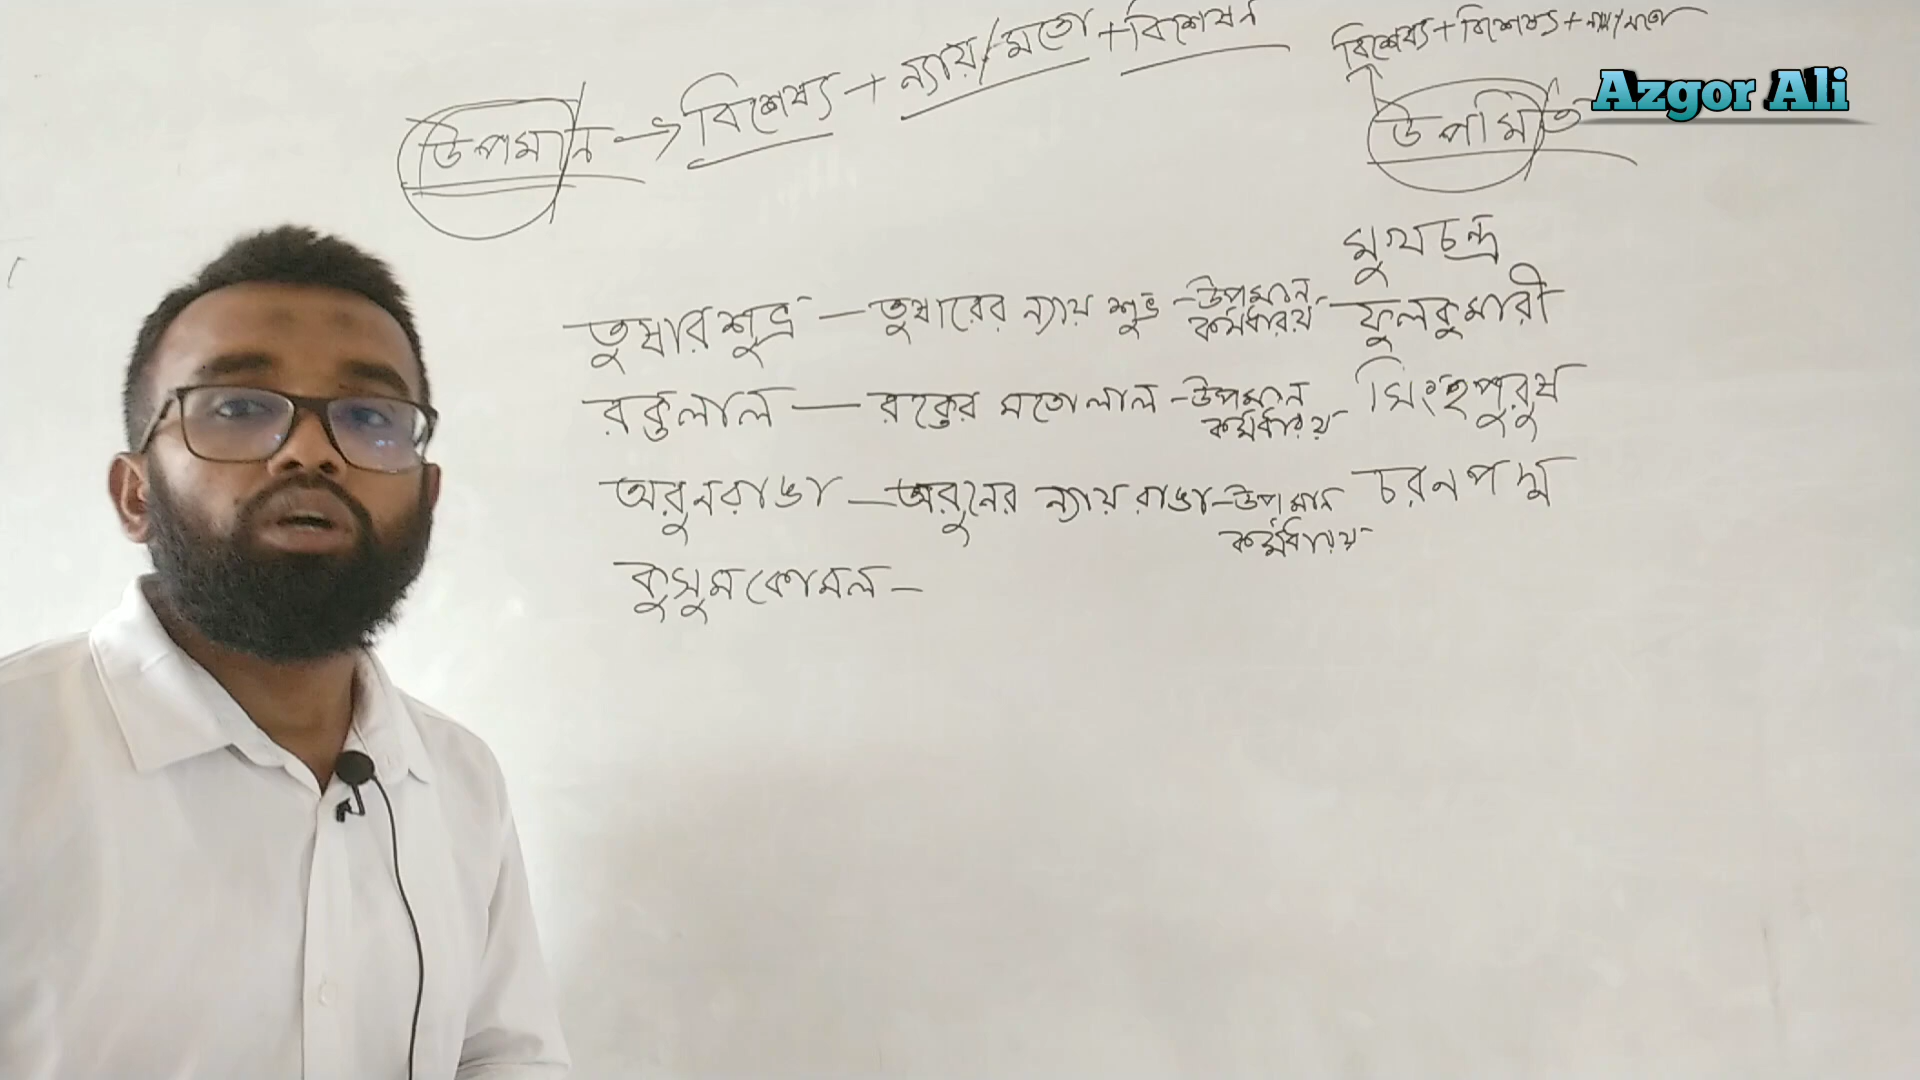 উপমান → বিশেষ্য + ন্যায়/মতো + বিশেষন
বিশেষ্য + বিশেষ্য + ন্যায়/মতো
উপমিত
Azgor Ali
মুখচন্দ্র
তুষারশুভ্র — তুষারের ন্যায় শুভ্র - উপমান কর্মধারয়
ফুলকুমারী
রক্তলাল — রক্তের মতো লাল - উপমান কর্মধারয়
সিংহপুরুষ
অরুনরাঙা — অরুনের ন্যায় রাঙা - উপমান কর্মধারয়
চরনপদ্ম
কুসুমকোমল -